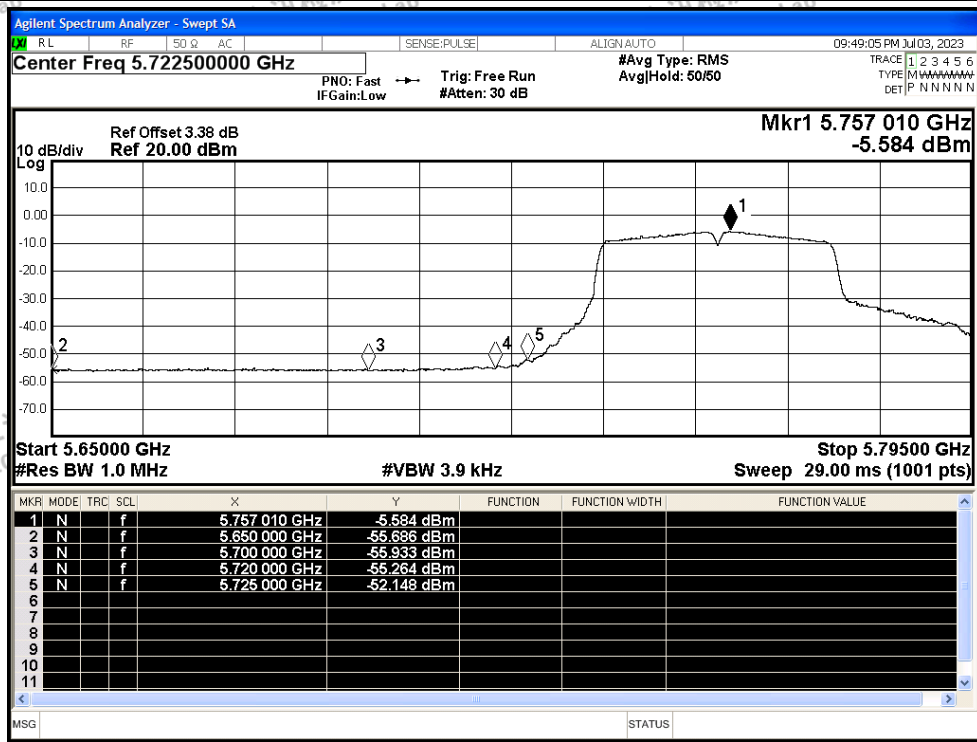 Agilent Spectrum Analyzer - Swept SA
LXI RL RF 50 Ω AC SENSE:PULSE ALIGN AUTO 09:49:05 PM Jul 03, 2023
Center Freq 5.722500000 GHz
PNO: Fast Trig: Free Run #Avg Type: RMS TRACE 1 2 3 4 5 6
IFGain:Low #Atten: 30 dB Avg|Hold: 50/50 TYPE M
DET P N N N N N
Mkr1 5.757 010 GHz
-5.584 dBm
Ref Offset 3.38 dB
10 dB/div Ref 20.00 dBm
Log
10.0
0.00
-10.0
-20.0
-30.0
-40.0
-50.0
-60.0
-70.0
1
2
3
4
5
Start 5.65000 GHz Stop 5.79500 GHz
#Res BW 1.0 MHz #VBW 3.9 kHz Sweep 29.00 ms (1001 pts)
MKR MODE TRC SCL X Y FUNCTION FUNCTION WIDTH FUNCTION VALUE
1 N f 5.757 010 GHz -5.584 dBm
2 N f 5.650 000 GHz -55.686 dBm
3 N f 5.700 000 GHz -55.933 dBm
4 N f 5.720 000 GHz -55.264 dBm
5 N f 5.725 000 GHz -52.148 dBm
6
7
8
9
10
11
MSG STATUS